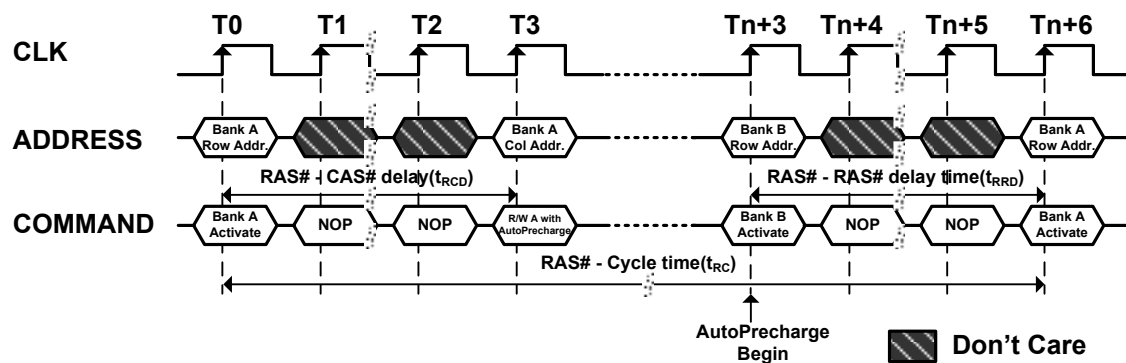 T0 T1 T2 T3 Tn+3 Tn+4 Tn+5 Tn+6
CLK
ADDRESS
Bank A
Row Addr.
Bank A
Col Addr.
Bank B
Row Addr.
Bank A
Row Addr.
RAS# - CAS# delay(tRCD)
RAS# - RAS# delay time(tRRD)
COMMAND
Bank A
Activate
NOP
NOP
R/W A with
AutoPrecharge
Bank B
Activate
NOP
NOP
Bank A
Activate
RAS# - Cycle time(tRC)
AutoPrecharge
Begin
Don't Care